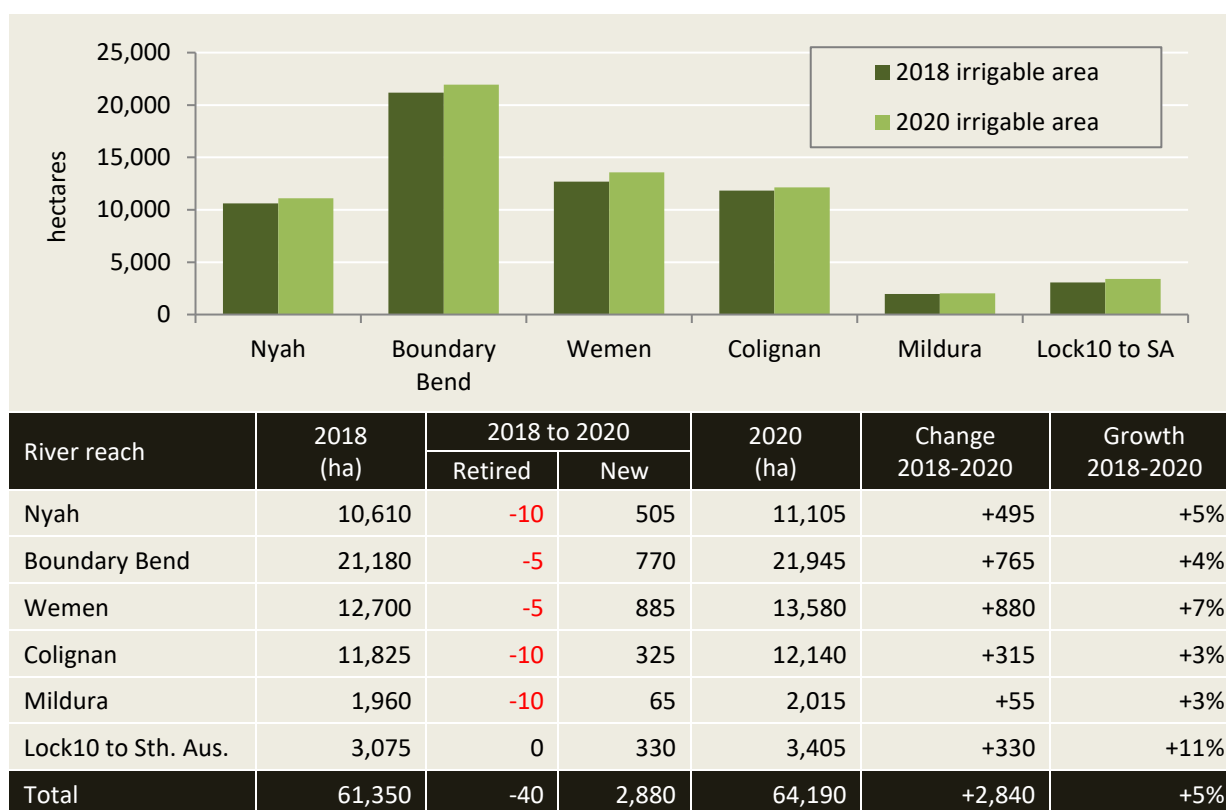 25,000
20,000
15,000
10,000
5,000
0
hectares
2018 irrigable area
2020 irrigable area
Nyah Boundary Bend Wemen Colignan Mildura Lock10 to SA
River reach 2018 (ha) 2018 to 2020 Retired New 2020 (ha) Change 2018-2020 Growth 2018-2020
Nyah 10,610 -10 505 11,105 +495 +5%
Boundary Bend 21,180 -5 770 21,945 +765 +4%
Wemen 12,700 -5 885 13,580 +880 +7%
Colignan 11,825 -10 325 12,140 +315 +3%
Mildura 1,960 -10 65 2,015 +55 +3%
Lock10 to Sth. Aus. 3,075 0 330 3,405 +330 +11%
Total 61,350 -40 2,880 64,190 +2,840 +5%